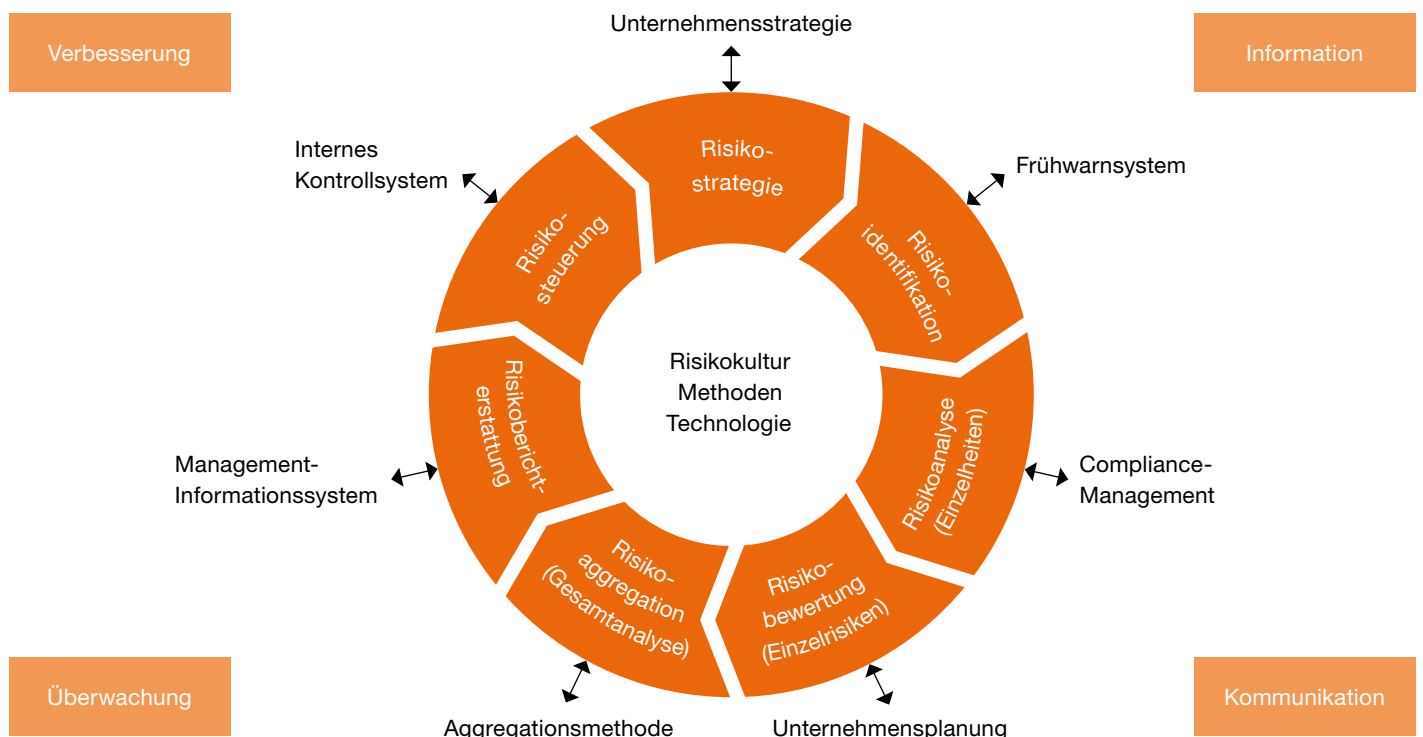 Unternehmensstrategie
Verbesserung
Information
Internes
Kontrollsystem
Frühwarnsystem
Risiko-
strategie
Risiko-
identifikation
Risikoanalyse
(Einzelheiten)
Risiko-
bewertung
(Einzelrisiken)
Risiko-
aggregation
(Gesamtanalyse)
Risikobericht-
erstattung
Risiko-
steuerung
Risikokultur
Methoden
Technologie
Management-
Informationssystem
Compliance-
Management
Überwachung
Kommunikation
Aggregationsmethode
Unternehmensplanung